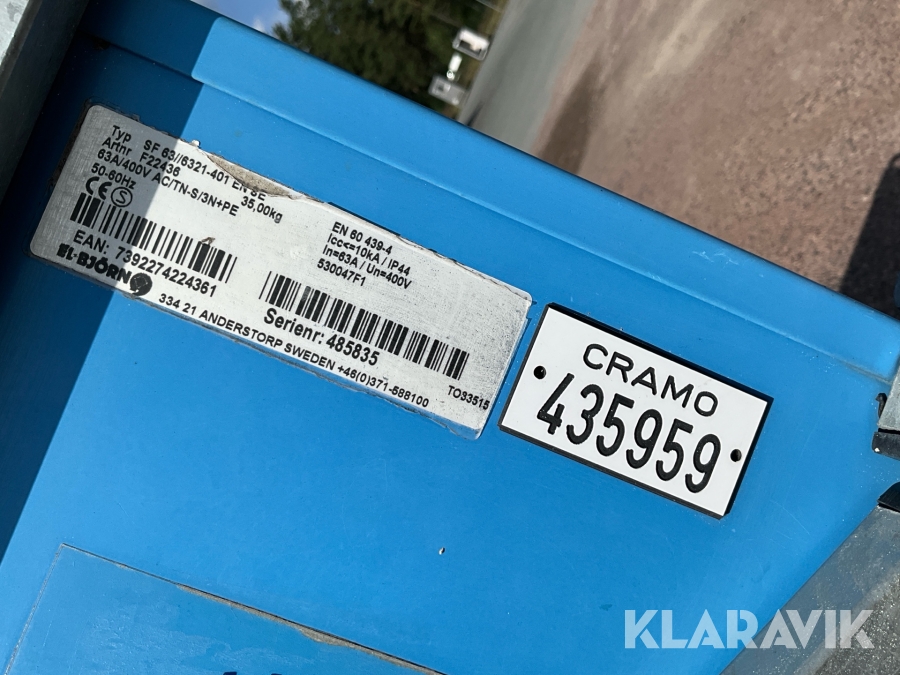 Typ SF 63//6321-401 EN SE
Artnr. F22436 35,00kg
63A/400V AC/TN-S/3N+PE
50-60Hz
CE S
EAN: 7392274224361
EL-BJÖRN
EN 60 439-4
Icc<=10kA / IP44
In=63A / Un=400V
530047F1
Serienr: 485835
334 21 ANDERSTORP SWEDEN +46(0)371-588100
TO33515
CRAMO
435959
KLARAVIK